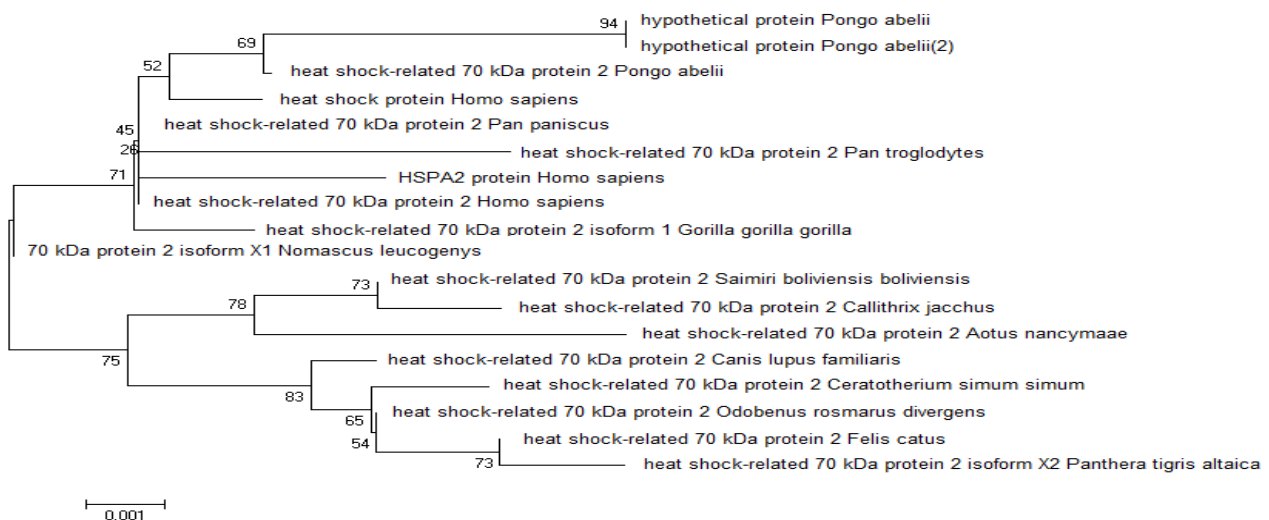 94
hypothetical protein Pongo abelii
69
hypothetical protein Pongo abelii(2)
52
heat shock-related 70 kDa protein 2 Pongo abelii
heat shock protein Homo sapiens
45
heat shock-related 70 kDa protein 2 Pan paniscus
26
heat shock-related 70 kDa protein 2 Pan troglodytes
71
HSPA2 protein Homo sapiens
heat shock-related 70 kDa protein 2 Homo sapiens
heat shock-related 70 kDa protein 2 isoform 1 Gorilla gorilla gorilla
70 kDa protein 2 isoform X1 Nomascus leucogenys
73
heat shock-related 70 kDa protein 2 Saimiri boliviensis boliviensis
78
heat shock-related 70 kDa protein 2 Callithrix jacchus
heat shock-related 70 kDa protein 2 Aotus nancymaae
75
heat shock-related 70 kDa protein 2 Canis lupus familiaris
83
heat shock-related 70 kDa protein 2 Ceratotherium simum simum
65
heat shock-related 70 kDa protein 2 Odobenus rosmarus divergens
54
heat shock-related 70 kDa protein 2 Felis catus
73
heat shock-related 70 kDa protein 2 isoform X2 Panthera tigris altaica
0.001